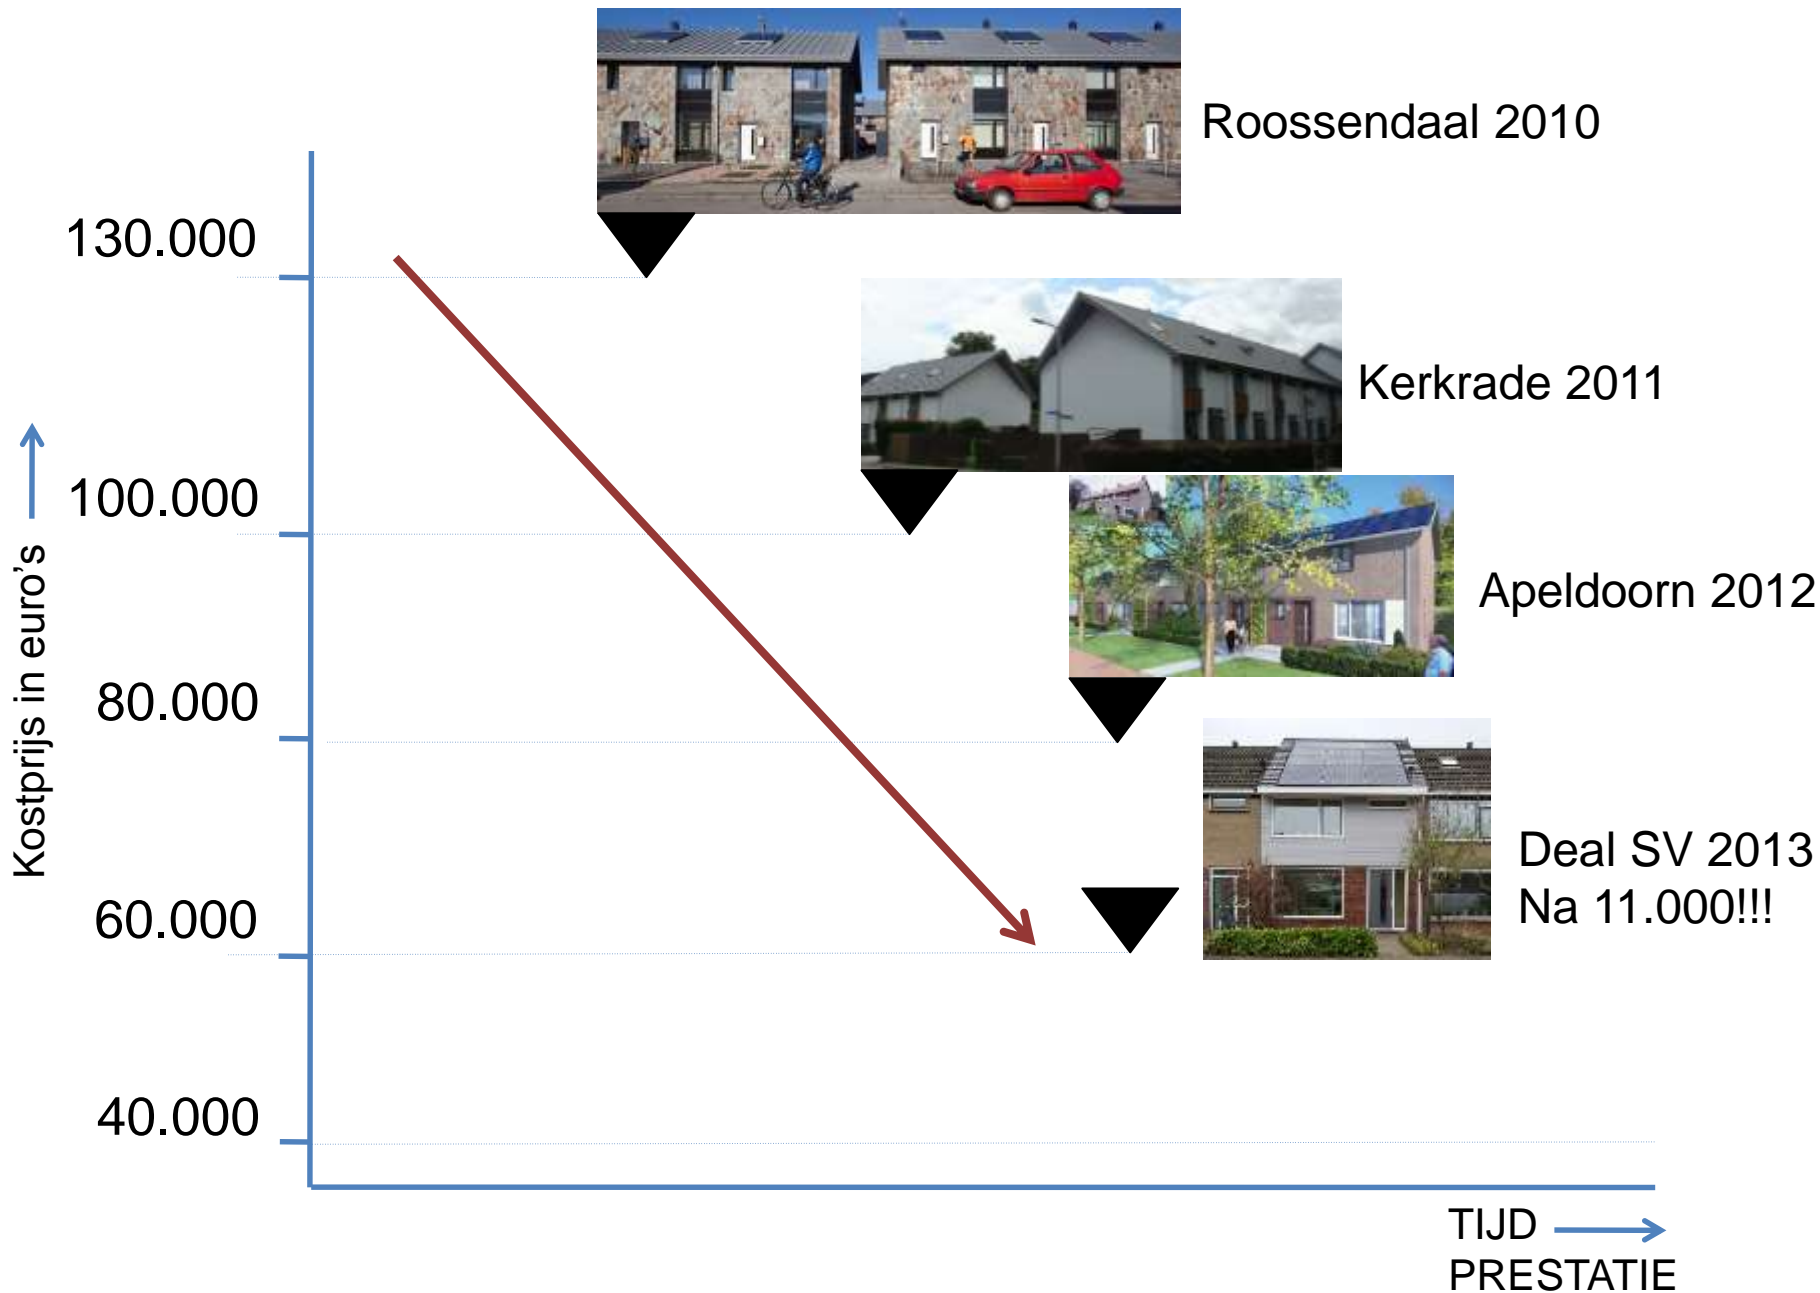 Roossendaal 2010
130.000
Kerkrade 2011
100.000
Apeldoorn 2012
Kostprijs in euro’s
80.000
Deal SV 2013
Na 11.000!!!
60.000
40.000
TIJD
PRESTATIE